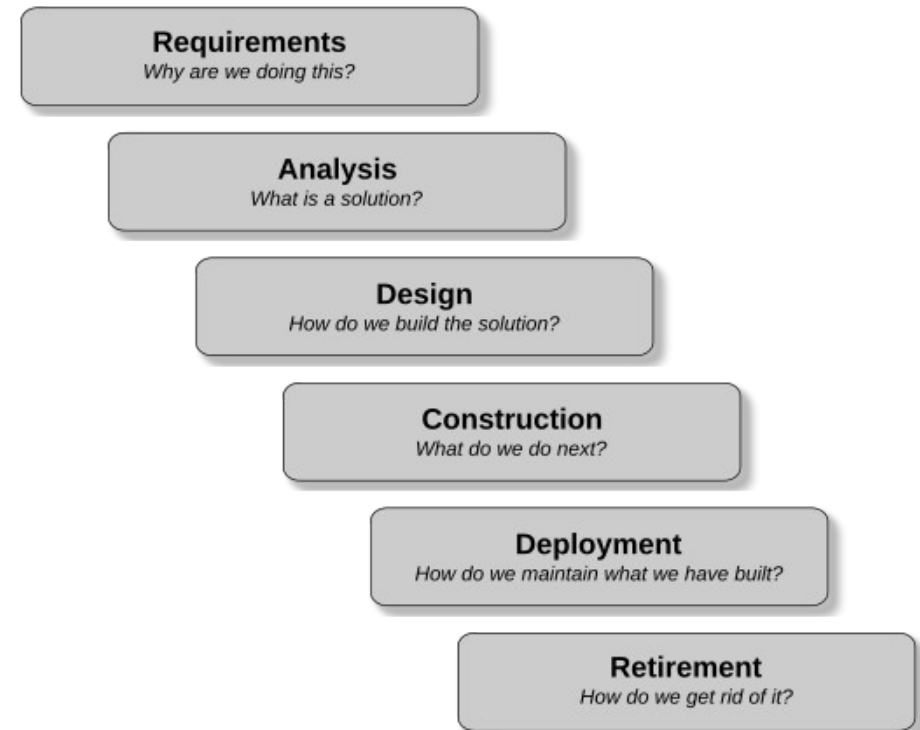 Requirements
Why are we doing this?
Analysis
What is a solution?
Design
How do we build the solution?
Construction
What do we do next?
Deployment
How do we maintain what we have built?
Retirement
How do we get rid of it?